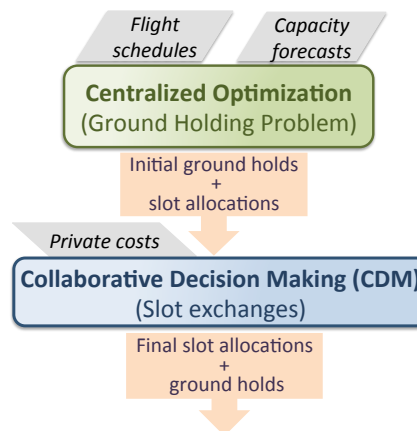 Flight
schedules
Capacity
forecasts
Centralized Optimization
(Ground Holding Problem)
Initial ground holds
+
slot allocations
Private costs
Collaborative Decision Making (CDM)
(Slot exchanges)
Final slot allocations
+
ground holds